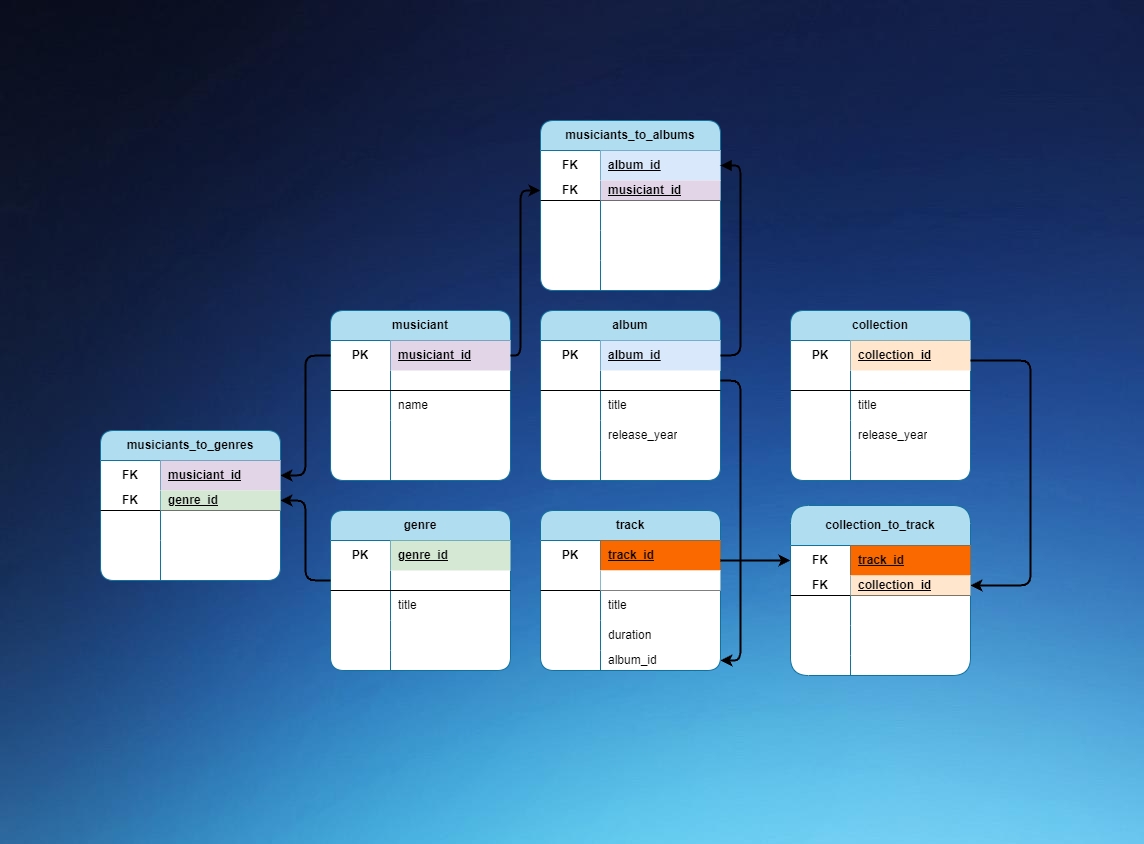 musiciants_to_albums
FK album_id
FK musiciant_id
musiciant
PK musiciant_id
name
album
PK album_id
title
release_year
collection
PK collection_id
title
release_year
musiciants_to_genres
FK musiciant_id
FK genre_id
genre
PK genre_id
title
track
PK track_id
title
duration
album_id
collection_to_track
FK track_id
FK collection_id